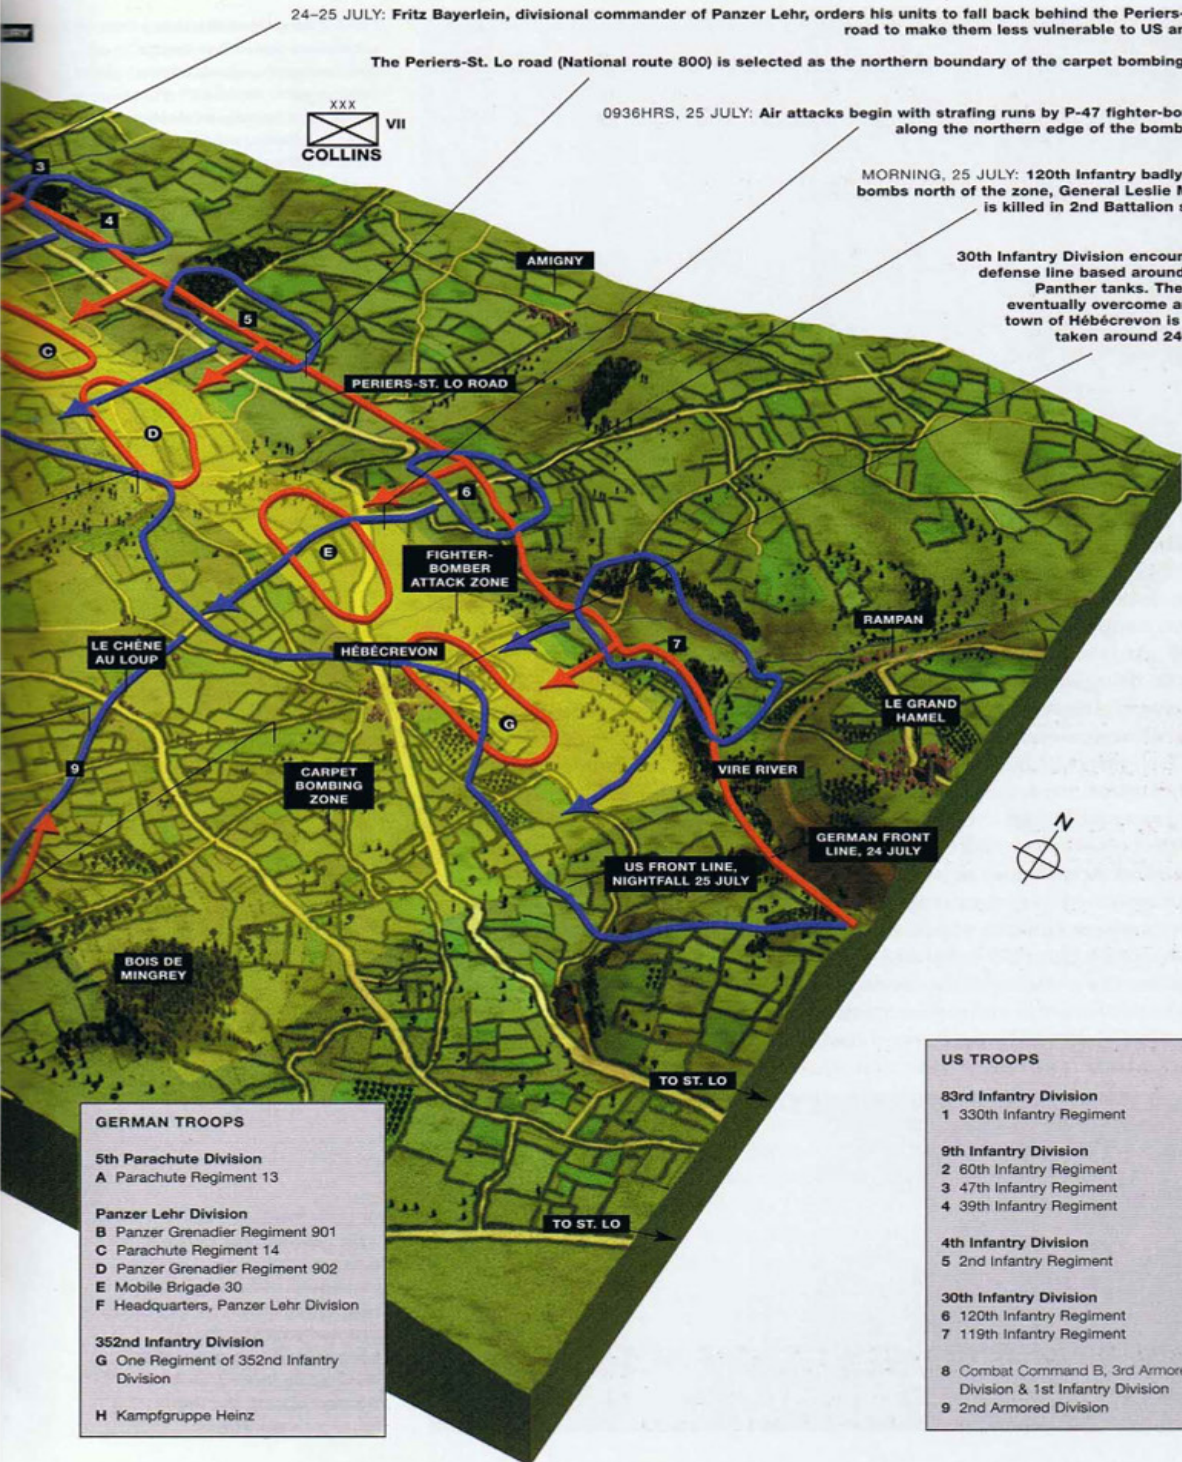 24–25 JULY: Fritz Bayerlein, divisional commander of Panzer Lehr, orders his units to fall back behind the Periers-
road to make them less vulnerable to US
The Periers-St. Lo road (National route 800) is selected as the northern boundary of the carpet bombing
XXX
VII
COLLINS
0936HRS, 25 JULY: Air attacks begin with strafing runs by P-47 fighter-bo
along the northern edge of the bomb
MORNING, 25 JULY: 120th Infantry badly
bombs north of the zone, General Leslie M
is killed in 2nd Battalion
30th Infantry Division encour
defense line based around
Panther tanks. The
eventually overcome a
town of Hébécrevon is
taken around 24
3
4
AMIGNY
5
C
PERIERS-ST. LO ROAD
D
6
E
FIGHTER-
BOMBER
ATTACK ZONE
RAMPAN
LE CHÊNE
AU LOUP
HÉBÉCREVON
7
LE GRAND
HAMEL
G
9
CARPET
BOMBING
ZONE
VIRE RIVER
N
GERMAN FRONT
LINE, 24 JULY
US FRONT LINE,
NIGHTFALL 25 JULY
BOIS DE
MINGREY
TO ST. LO
TO ST. LO
GERMAN TROOPS
5th Parachute Division
A Parachute Regiment 13
Panzer Lehr Division
B Panzer Grenadier Regiment 901
C Parachute Regiment 14
D Panzer Grenadier Regiment 902
E Mobile Brigade 30
F Headquarters, Panzer Lehr Division
352nd Infantry Division
G One Regiment of 352nd Infantry
Division
H Kampfgruppe Heinz
US TROOPS
83rd Infantry Division
1 330th Infantry Regiment
9th Infantry Division
2 60th Infantry Regiment
3 47th Infantry Regiment
4 39th Infantry Regiment
4th Infantry Division
5 2nd Infantry Regiment
30th Infantry Division
6 120th Infantry Regiment
7 119th Infantry Regiment
8 Combat Command B, 3rd Armore
Division & 1st Infantry Division
9 2nd Armored Division